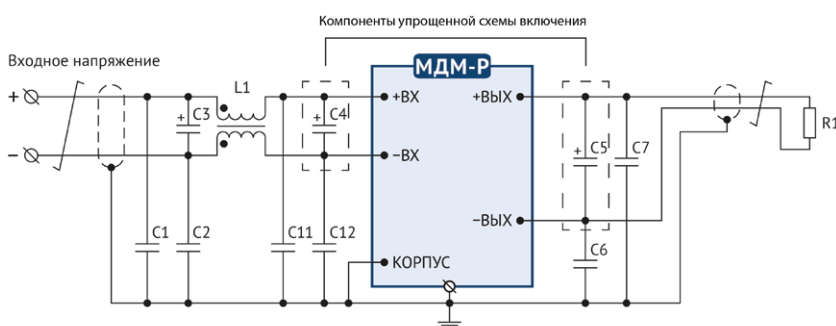 Компоненты упрощенной схемы включения
Входное напряжение
МДМ-Р
L1
+
C3
+
C4
+
+ВХ
+ВЫХ
R1
−
−ВХ
+
C5
C7
−ВЫХ
C1
C2
C11
C12
C6
КОРПУС